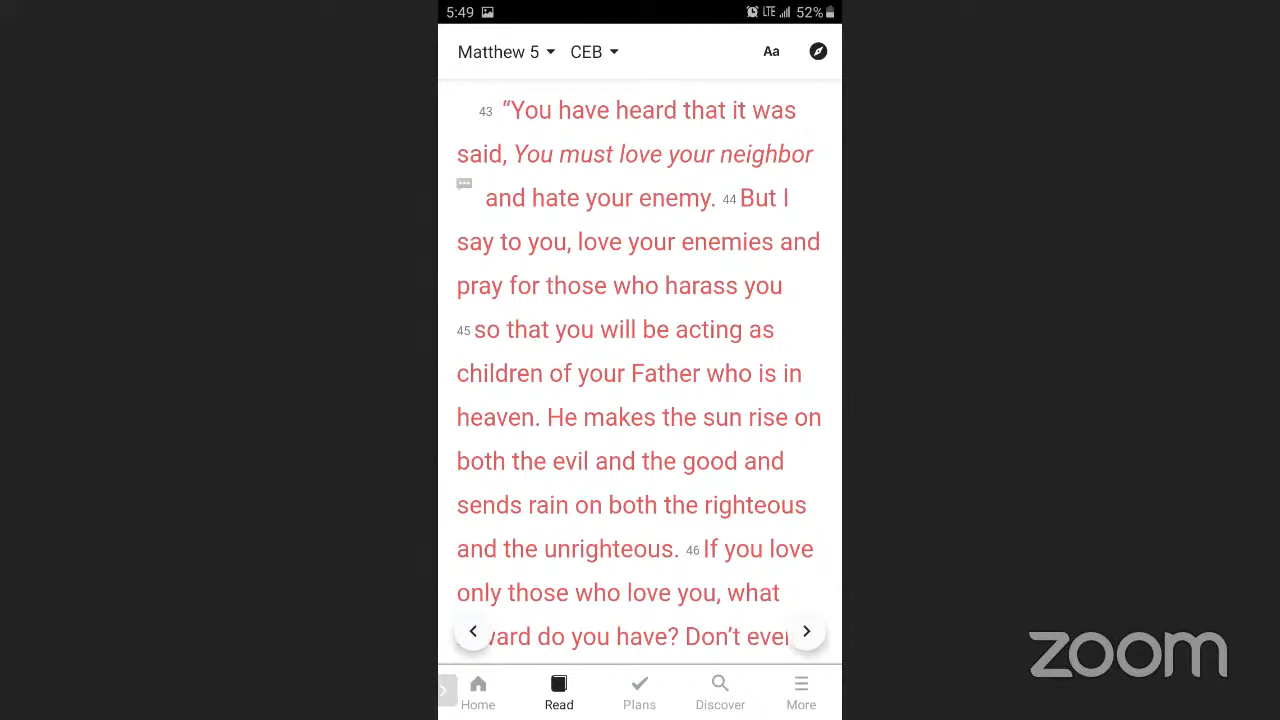 5:49 LTE 52%
Matthew 5 CEB Aa
43 “You have heard that it was
said, You must love your neighbor
and hate your enemy. 44 But I
say to you, love your enemies and
pray for those who harass you
45 so that you will be acting as
children of your Father who is in
heaven. He makes the sun rise on
both the evil and the good and
sends rain on both the righteous
and the unrighteous. 46 If you love
only those who love you, what
do you have? Don’t
Home Read Plans Discover More
zoom